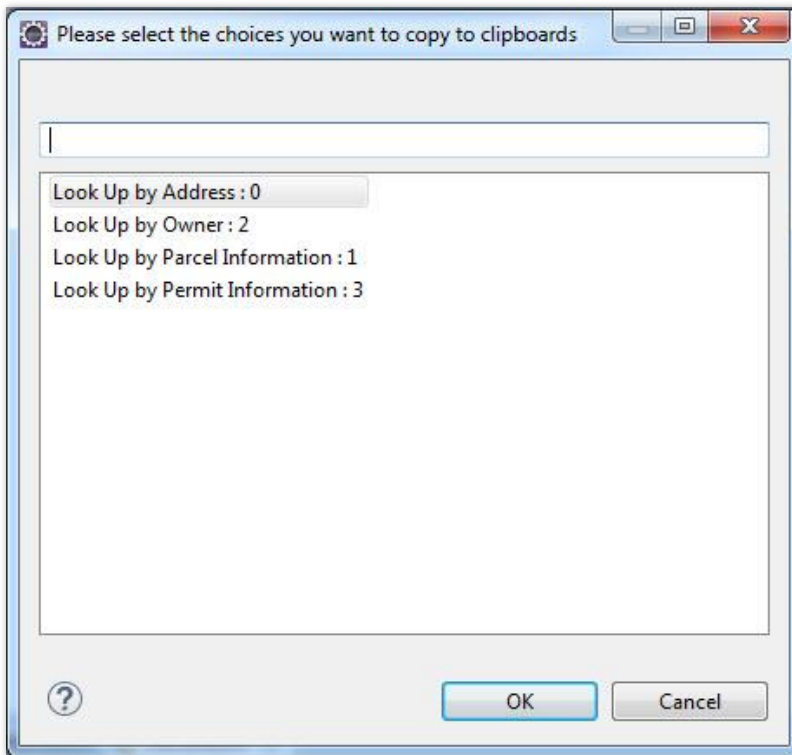 Please select the choices you want to copy to clipboards
Look Up by Address : 0
Look Up by Owner : 2
Look Up by Parcel Information : 1
Look Up by Permit Information : 3
?
OK
Cancel